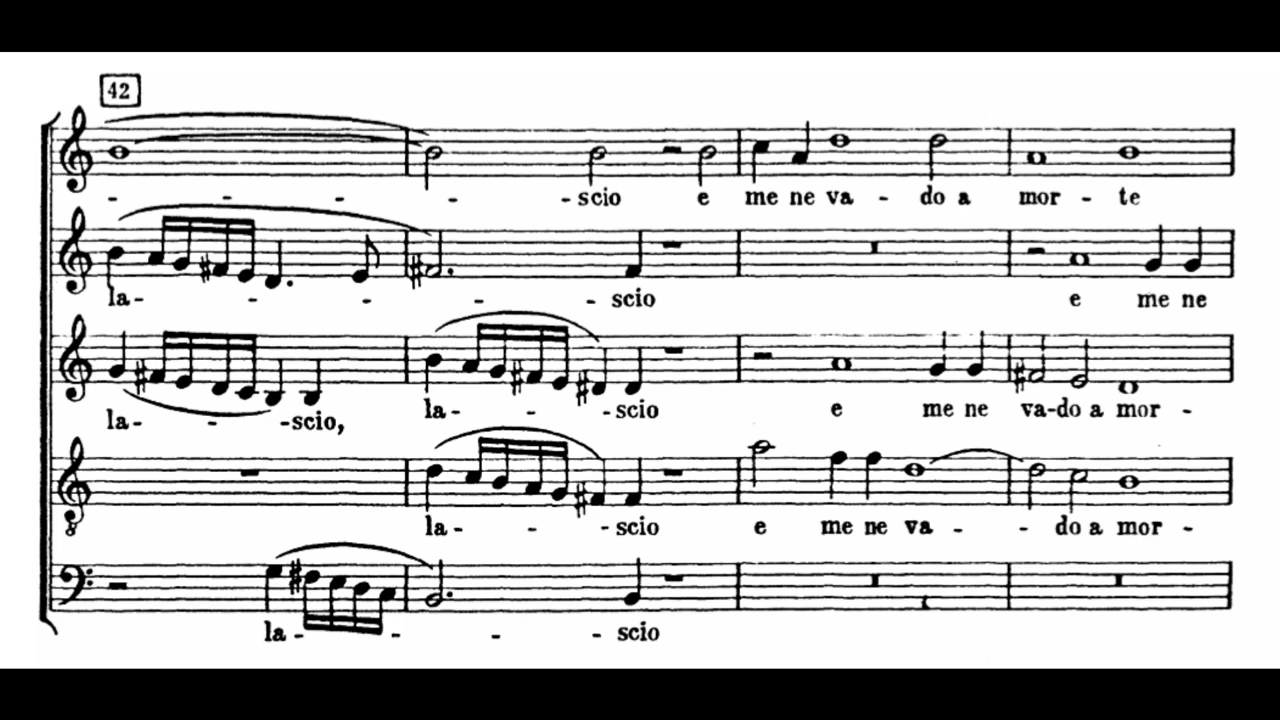 42
- - - - - scio e me ne va - do a mor - te
la - - - - - scio e me ne
la - - - scio, la - - - scio e me ne va-do a mor -
8
la - - - scio e me ne va - - do a mor -
la - - - - scio